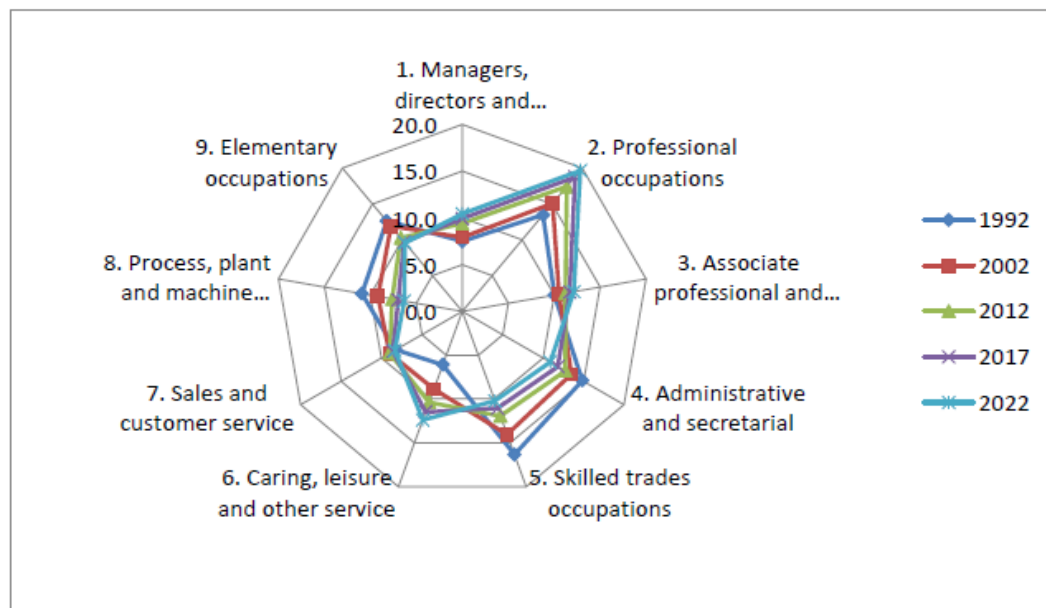 1. Managers,
directors and...
20.0
15.0
10.0
5.0
0.0
2. Professional
occupations
3. Associate
professional and...
4. Administrative
and secretarial
5. Skilled trades
occupations
6. Caring, leisure
and other service
7. Sales and
customer service
8. Process, plant
and machine...
9. Elementary
occupations
1992
2002
2012
2017
2022